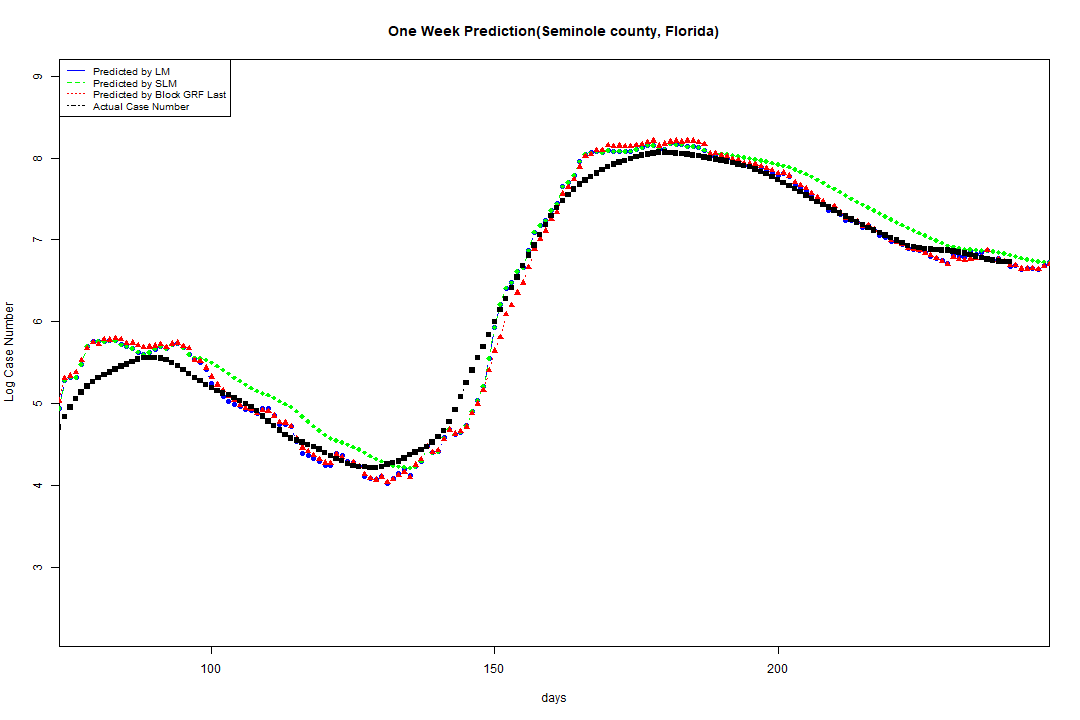 One Week Prediction(Seminole county, Florida)
Predicted by LM
Predicted by SLM
Predicted by Block GRF Last
Actual Case Number
9
8
7
6
5
4
3
Log Case Number
100 150 200
days